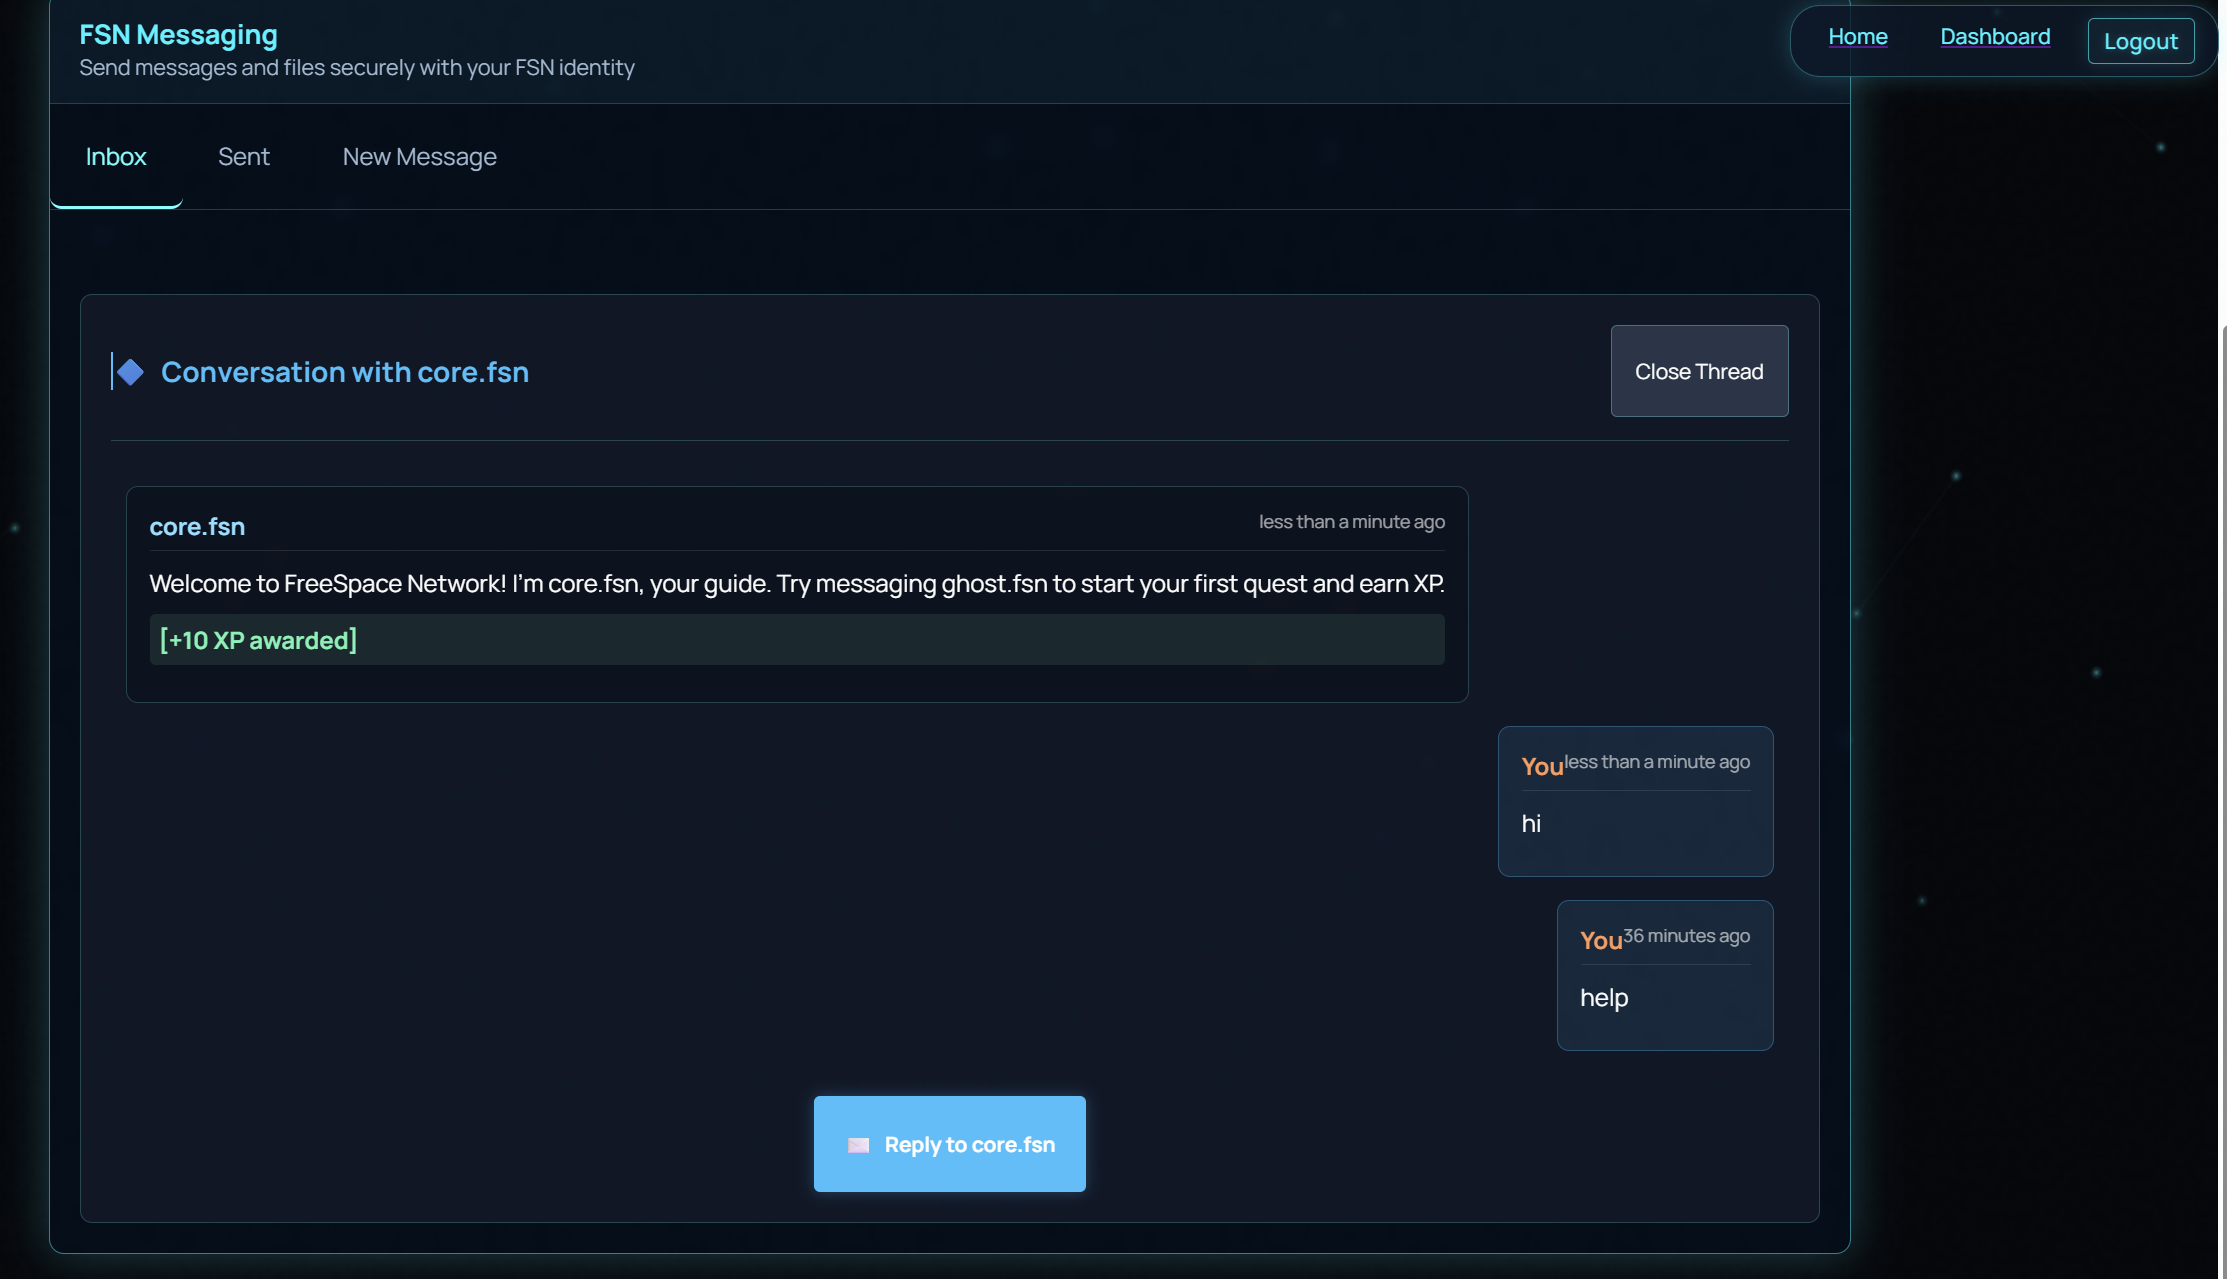 FSN Messaging
Send messages and files securely with your FSN identity
Home
Dashboard
Logout
Inbox
Sent
New Message
Conversation with core.fsn
Close Thread
core.fsn
less than a minute ago
Welcome to FreeSpace Network! I'm core.fsn, your guide. Try messaging ghost.fsn to start your first quest and earn XP.
[+10 XP awarded]
You
less than a minute ago
hi
You
36 minutes ago
help
Reply to core.fsn